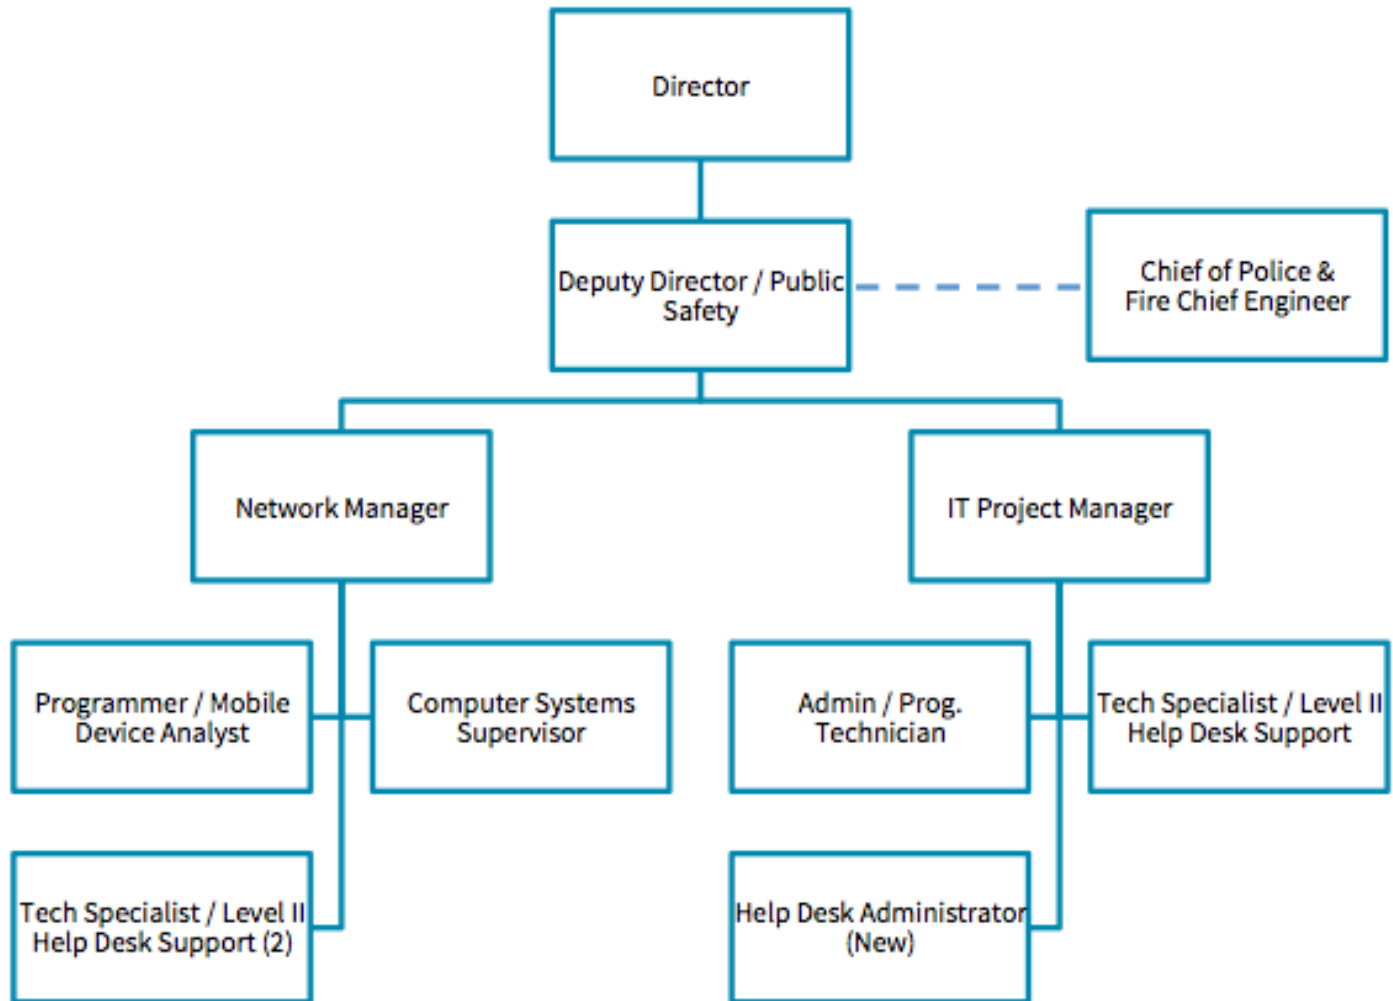 Director
Deputy Director / Public
Safety
Chief of Police &
Fire Chief Engineer
Network Manager
IT Project Manager
Programmer / Mobile
Device Analyst
Computer Systems
Supervisor
Admin / Prog.
Technician
Tech Specialist / Level II
Help Desk Support
Tech Specialist / Level II
Help Desk Support (2)
Help Desk Administrator
(New)